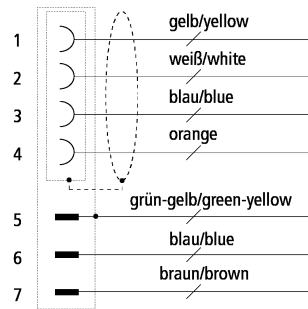 1 gelb/yellow
2 weiß/white
3 blau/blue
4 orange
5 grün-gelb/green-yellow
6 blau/blue
7 braun/brown